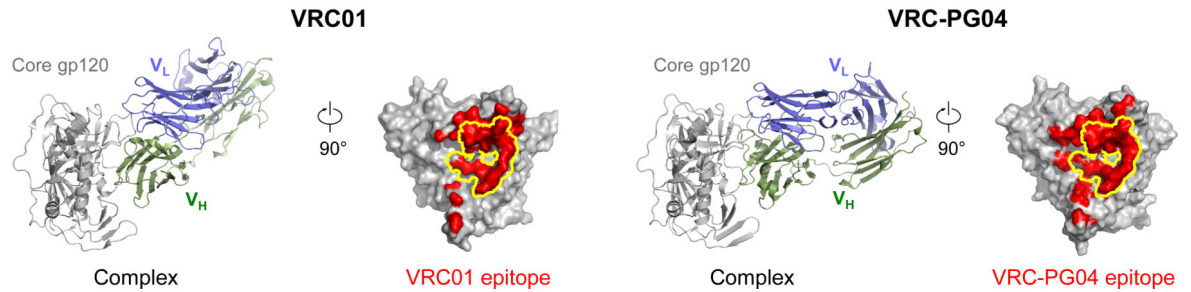 VRC01
Core gp120
VL
VH
90°
Complex
VRC01 epitope
VRC-PG04
Core gp120
VL
VH
90°
Complex
VRC-PG04 epitope